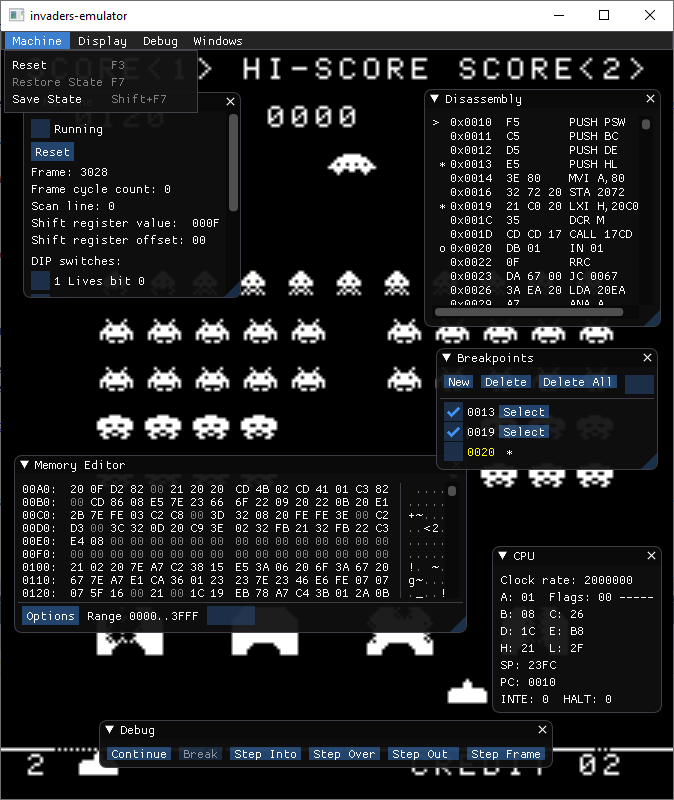 invaders-emulator
Machine Display Debug Windows
Reset F3
Restore State F7
Save State Shift+F7
CORE<1> HI-SCORE SCORE<2>
0120 0000
Running
Reset
Frame: 3028
Frame cycle count: 0
Scan line: 0
Shift register value: 000F
Shift register offset: 00
DIP switches:
1 Lives bit 0
Disassembly
> 0x0010 F5 PUSH PSW
0x0011 C5 PUSH BC
0x0012 D5 PUSH DE
* 0x0013 E5 PUSH HL
0x0014 3E 80 MVI A,80
0x0016 32 72 20 STA 2072
* 0x0019 21 C0 20 LXI H,20C0
0x001C 35 DCR M
0x001D CD CD 17 CALL 17CD
o 0x0020 DB 01 IN 01
0x0022 0F RRC
0x0023 DA 67 00 JC 0067
0x0026 3A EA 20 LDA 20EA
0x0029 A7 ANA A
Breakpoints
New Delete Delete All
0013 Select
0019 Select
0020 *
Memory Editor
00A0: 20 0F D2 82 00 21 20 20 CD 4B 02 CD 41 01 C3 82 .....
00B0: 00 CD 86 08 E5 7E 23 66 6F 22 09 20 22 0B 20 E1 .....
00C0: 2B 7E FE 03 C2 C8 00 3D 32 08 20 FE FE 3E 00 C2 +~...
00D0: D3 00 3C 32 0D 20 C9 3E 02 32 FB 21 32 FB 22 C3 ..<2.
00E0: E4 08 00 00 00 00 00 00 00 00 00 00 00 00 00 00 .....
00F0: 00 00 00 00 00 00 00 00 00 00 00 00 00 00 00 00 .....
0100: 21 02 20 7E A7 C2 38 15 E5 3A 06 20 6F 3A 67 20 !. ~.
0110: 67 7E A7 E1 CA 36 01 23 23 7E 23 46 E6 FE 07 07 g~...
0120: 07 5F 16 00 21 00 1C 19 EB 78 A7 C4 3B 01 2A 0B ._..!
Options Range 0000..3FFF
CPU
Clock rate: 2000000
A: 01 Flags: 00 -----
B: 08 C: 26
D: 1C E: B8
H: 21 L: 2F
SP: 23FC
PC: 0010
INTE: 0 HALT: 0
Debug
Continue Break Step Into Step Over Step Out Step Frame
2 CREDIT 02